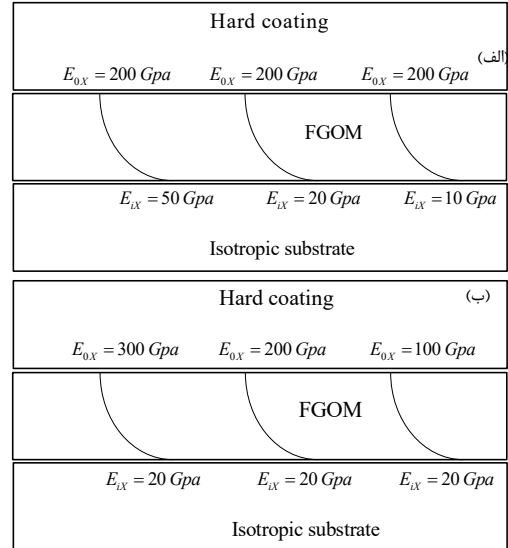 Hard coating
(الف)
E₀X = 200 Gpa E₀X = 200 Gpa E₀X = 200 Gpa
FGOM
EiX = 50 Gpa EiX = 20 Gpa EiX = 10 Gpa
Isotropic substrate
Hard coating (ب)
E₀X = 300 Gpa E₀X = 200 Gpa E₀X = 100 Gpa
FGOM
EiX = 20 Gpa EiX = 20 Gpa EiX = 20 Gpa
Isotropic substrate